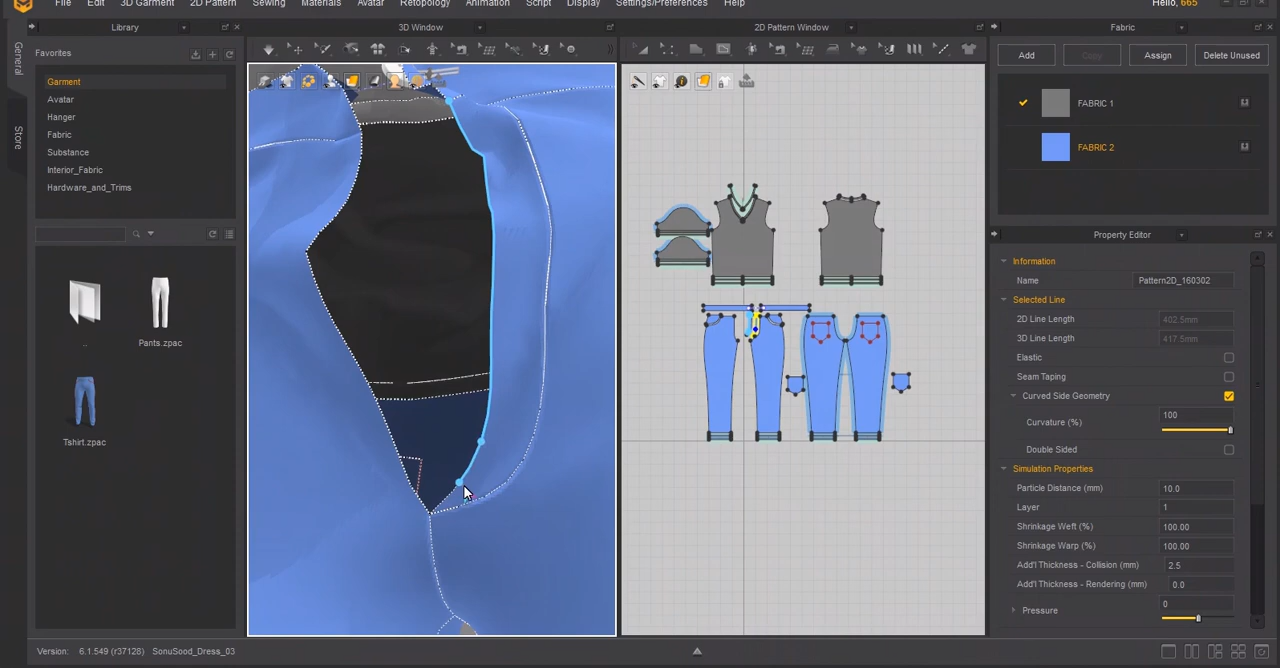 File Edit 3D Garment 2D Pattern Sewing Materials Avatar Retopology Animation Script Display Settings/Preferences Help Hello, 665
Library 3D Window 2D Pattern Window Fabric
General
Store
Favorites
Garment
Avatar
Hanger
Fabric
Substance
Interior_Fabric
Hardware_and_Trims
..
Pants.zpac
Tshirt.zpac
Add Copy Assign Delete Unused
FABRIC 1
FABRIC 2
Property Editor
Information
Name Pattern2D_160302
Selected Line
2D Line Length 402.5mm
3D Line Length 417.5mm
Elastic
Seam Taping
Curved Side Geometry
Curvature (%) 100
Double Sided
Simulation Properties
Particle Distance (mm) 10.0
Layer 1
Shrinkage Weft (%) 100.00
Shrinkage Warp (%) 100.00
Add'l Thickness - Collision (mm) 2.5
Add'l Thickness - Rendering (mm) 0.0
Pressure 0
Version: 6.1.549 (r37128) SonuSood_Dress_03